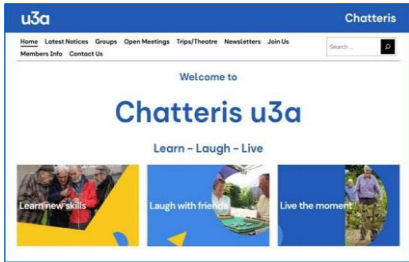 u3a
Chatteris
Home Latest Notices Groups Open Meetings Trips/Theatre Newsletters Join Us
Members Info Contact Us
Search ...
Welcome to
Chatteris u3a
Learn – Laugh – Live
Learn new skills
Laugh with friends
Live the moment